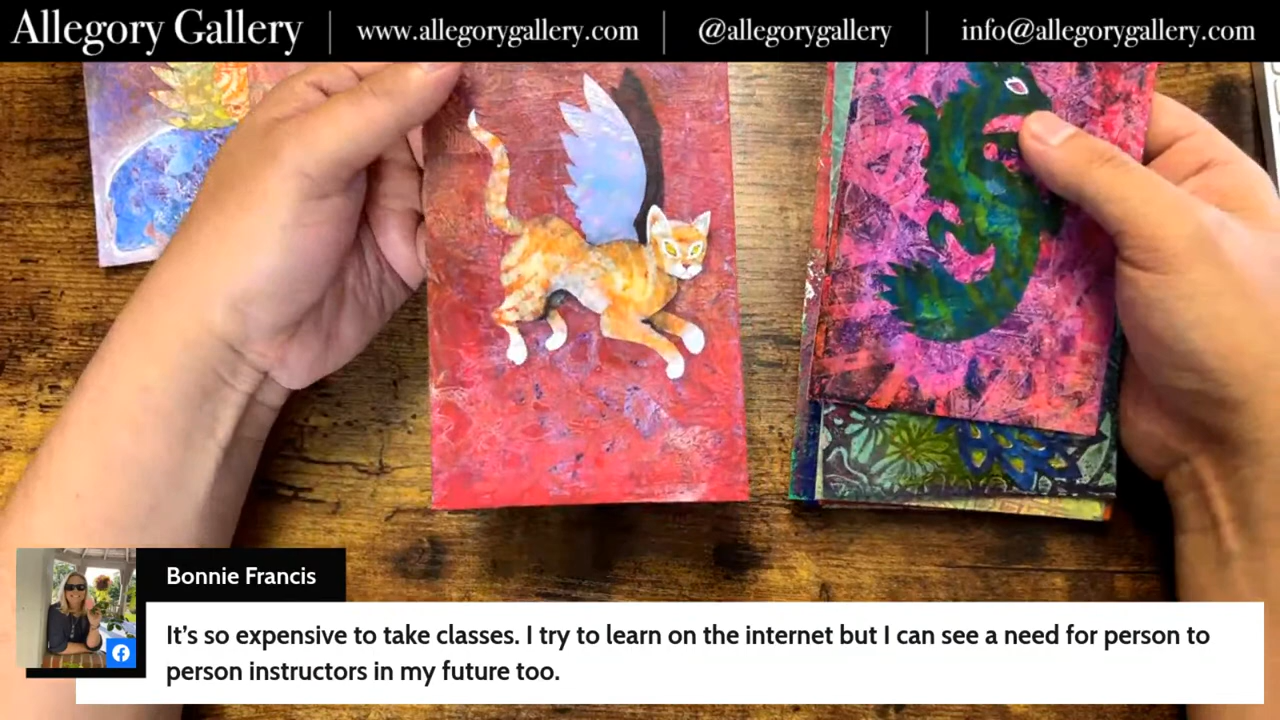 Allegory Gallery | www.allegorygallery.com | @allegorygallery | info@allegorygallery.com
Bonnie Francis
It's so expensive to take classes. I try to learn on the internet but I can see a need for person to
person instructors in my future too.